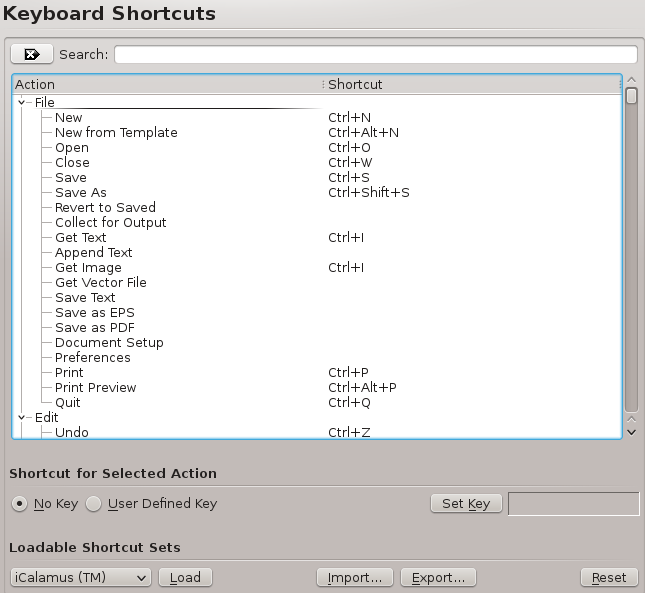 Keyboard Shortcuts
Search:
Action Shortcut
File
New Ctrl+N
New from Template Ctrl+Alt+N
Open Ctrl+O
Close Ctrl+W
Save Ctrl+S
Save As Ctrl+Shift+S
Revert to Saved
Collect for Output
Get Text Ctrl+I
Append Text
Get Image Ctrl+I
Get Vector File
Save Text
Save as EPS
Save as PDF
Document Setup
Preferences
Print Ctrl+P
Print Preview Ctrl+Alt+P
Quit Ctrl+Q
Edit
Undo Ctrl+Z
Shortcut for Selected Action
No Key User Defined Key Set Key
Loadable Shortcut Sets
iCalamus (TM) Load Import... Export... Reset